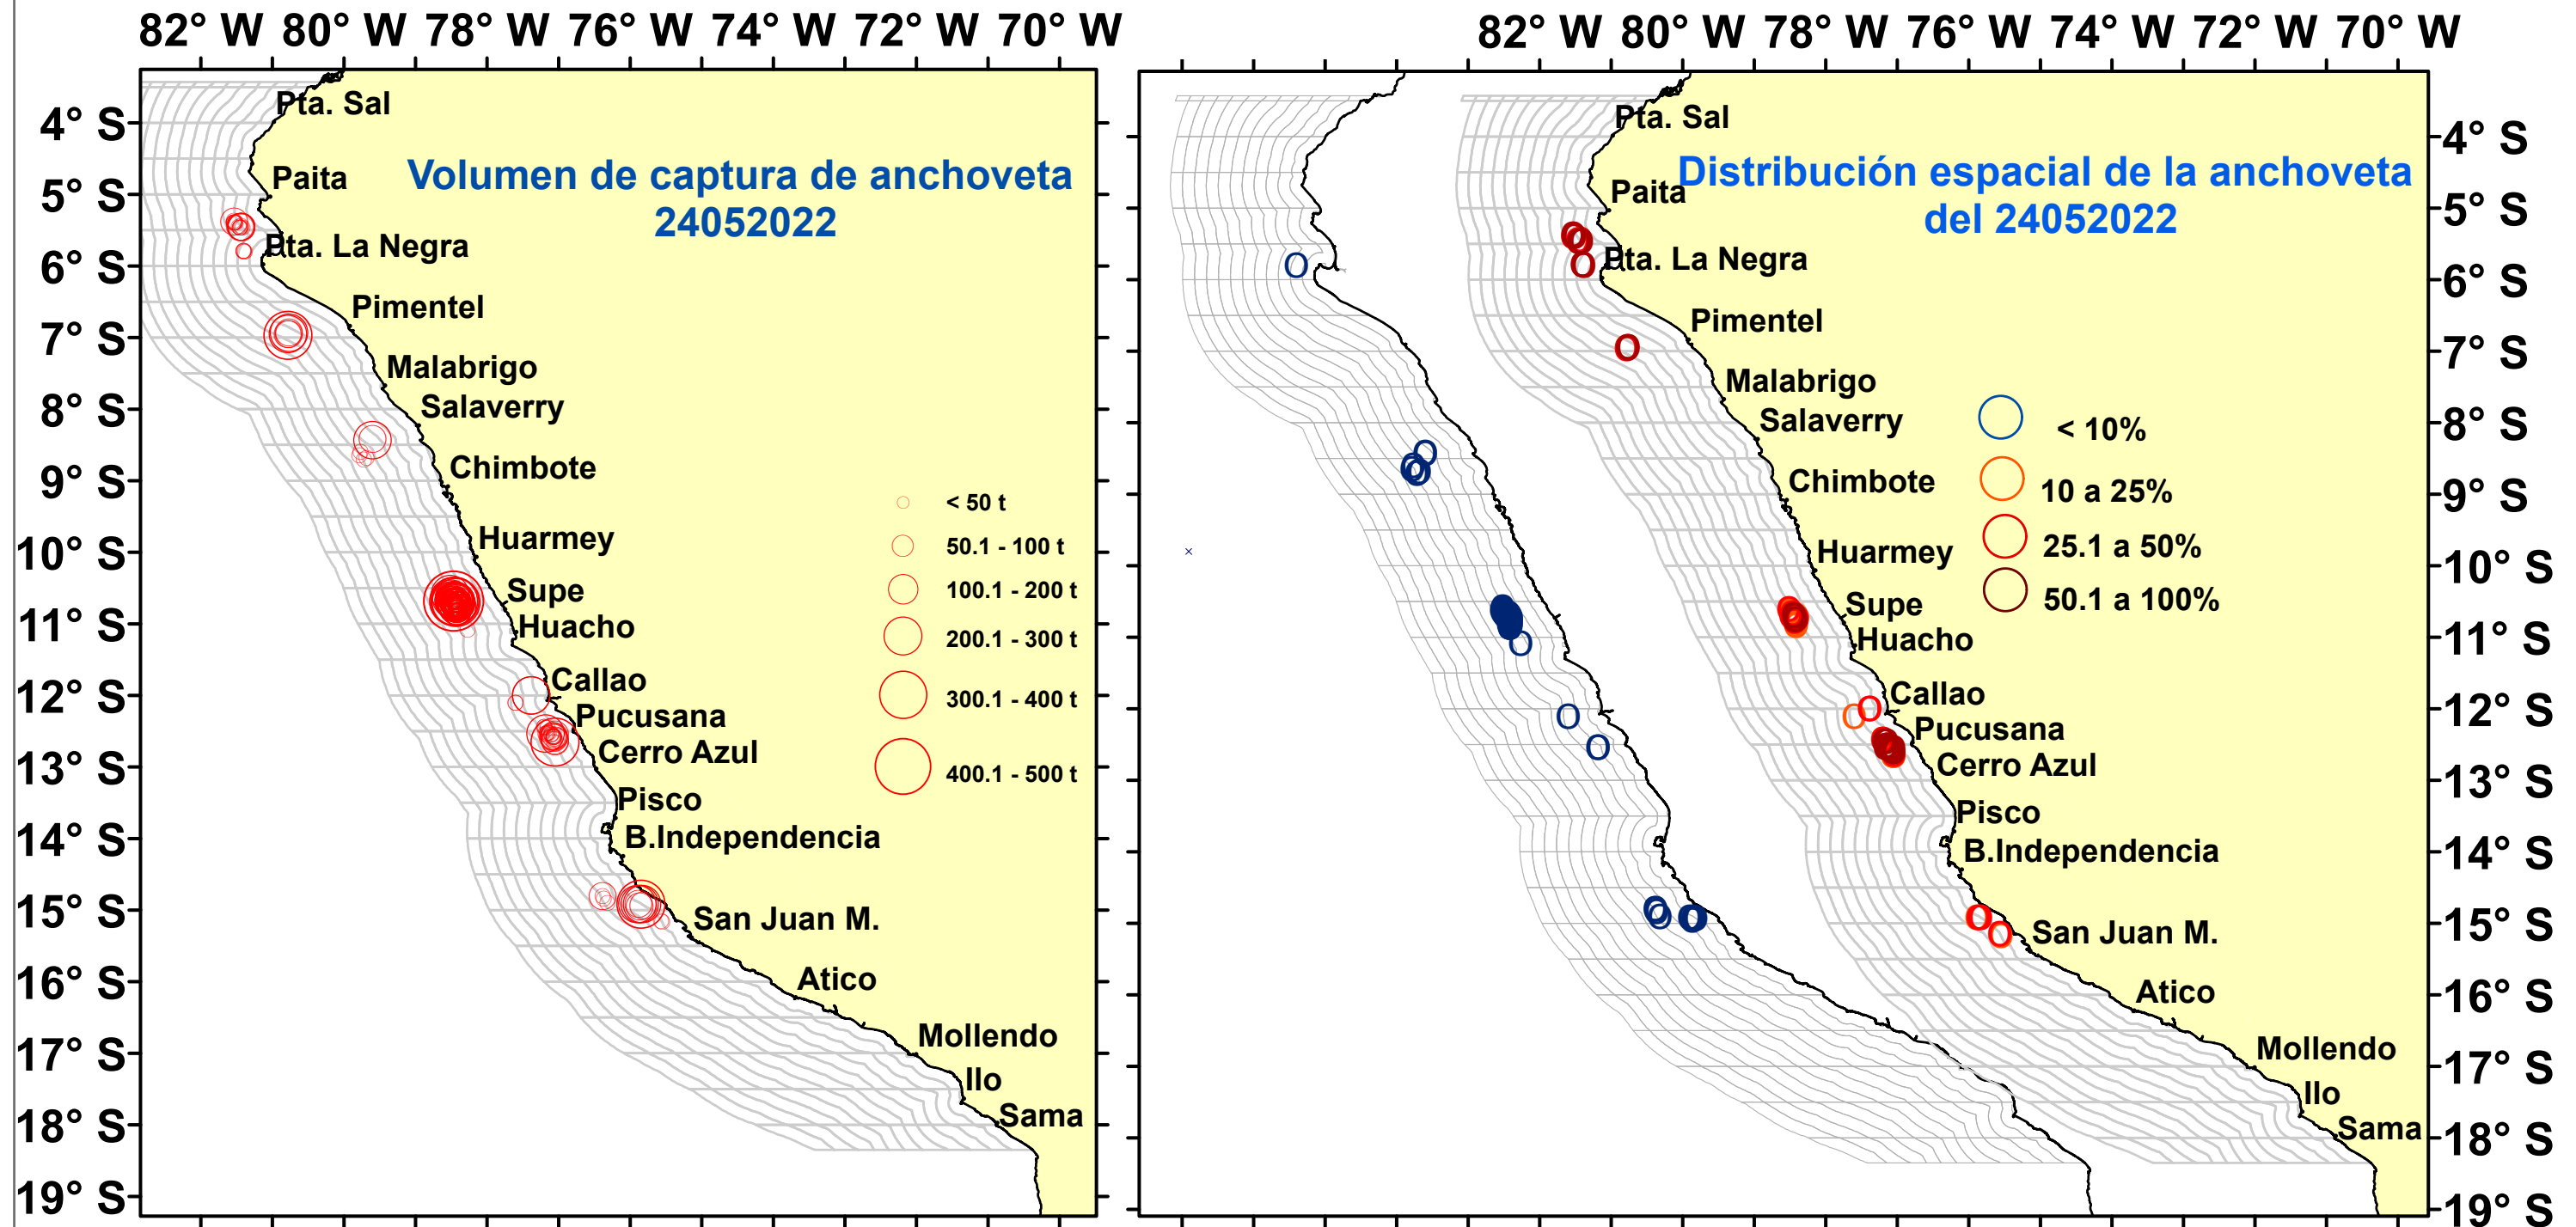 82° W 80° W 78° W 76° W 74° W 72° W 70° W
4° S
5° S
6° S
7° S
8° S
9° S
10° S
11° S
12° S
13° S
14° S
15° S
16° S
17° S
18° S
19° S
Volumen de captura de anchoveta
24052022
Pta. Sal
Paita
Pta. La Negra
Pimentel
Malabrigo
Salaverry
Chimbote
Huarmey
Supe
Huacho
Callao
Pucusana
Cerro Azul
Pisco
B.Independencia
San Juan M.
Atico
Mollendo
Ilo
Sama
< 50 t
50.1 - 100 t
100.1 - 200 t
200.1 - 300 t
300.1 - 400 t
400.1 - 500 t
82° W 80° W 78° W 76° W 74° W 72° W 70° W
Distribución espacial de la anchoveta
del 24052022
Pta. Sal
Paita
Pta. La Negra
Pimentel
Malabrigo
Salaverry
Chimbote
Huarmey
Supe
Huacho
Callao
Pucusana
Cerro Azul
Pisco
B.Independencia
San Juan M.
Atico
Mollendo
Ilo
Sama
< 10%
10 a 25%
25.1 a 50%
50.1 a 100%
4° S
5° S
6° S
7° S
8° S
9° S
10° S
11° S
12° S
13° S
14° S
15° S
16° S
17° S
18° S
19° S